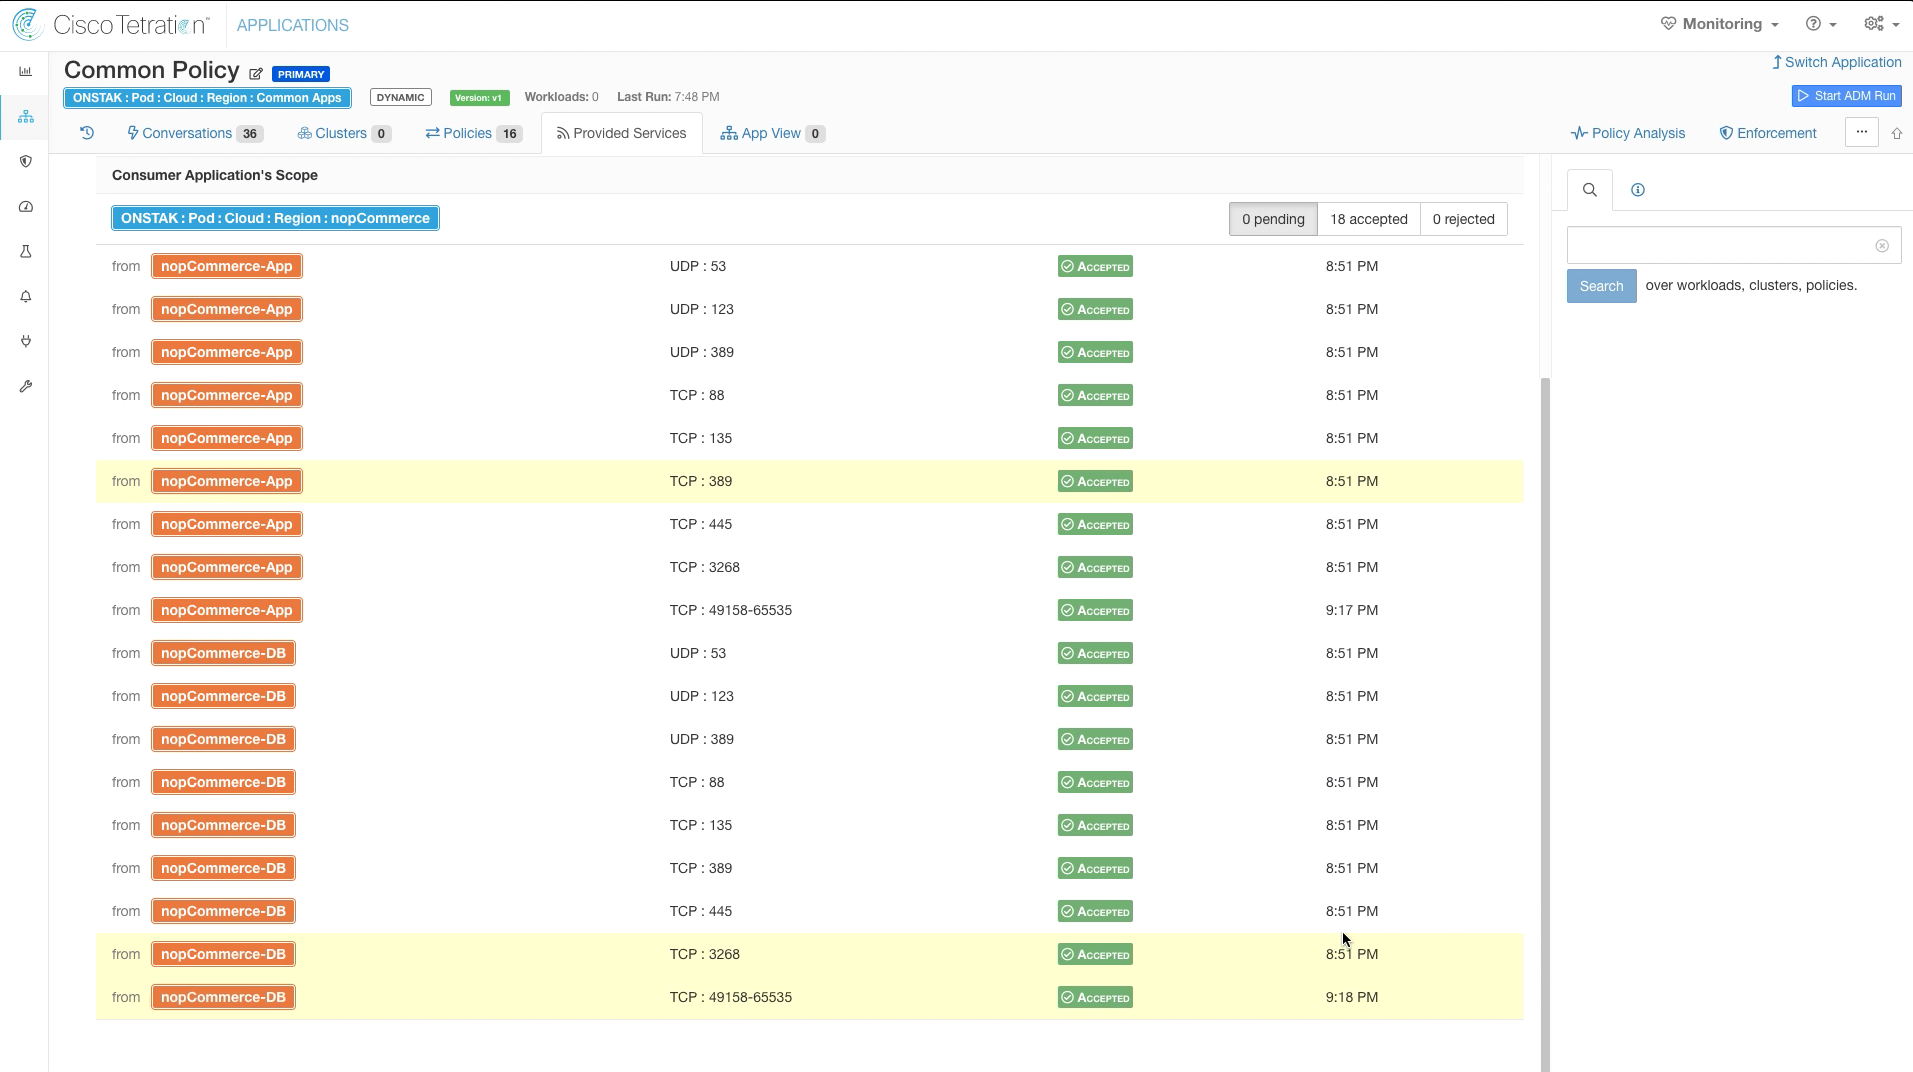 Cisco Tetration™ APPLICATIONS Monitoring
Common Policy PRIMARY Switch Application
ONSTAK : Pod : Cloud : Region : Common Apps DYNAMIC Version: v1 Workloads: 0 Last Run: 7:48 PM Start ADM Run
Conversations 36 Clusters 0 Policies 16 Provided Services App View 0 Policy Analysis Enforcement ...
Consumer Application's Scope
ONSTAK : Pod : Cloud : Region : nopCommerce 0 pending 18 accepted 0 rejected
from nopCommerce-App UDP : 53 ACCEPTED 8:51 PM
from nopCommerce-App UDP : 123 ACCEPTED 8:51 PM
from nopCommerce-App UDP : 389 ACCEPTED 8:51 PM
from nopCommerce-App TCP : 88 ACCEPTED 8:51 PM
from nopCommerce-App TCP : 135 ACCEPTED 8:51 PM
from nopCommerce-App TCP : 389 ACCEPTED 8:51 PM
from nopCommerce-App TCP : 445 ACCEPTED 8:51 PM
from nopCommerce-App TCP : 3268 ACCEPTED 8:51 PM
from nopCommerce-App TCP : 49158-65535 ACCEPTED 9:17 PM
from nopCommerce-DB UDP : 53 ACCEPTED 8:51 PM
from nopCommerce-DB UDP : 123 ACCEPTED 8:51 PM
from nopCommerce-DB UDP : 389 ACCEPTED 8:51 PM
from nopCommerce-DB TCP : 88 ACCEPTED 8:51 PM
from nopCommerce-DB TCP : 135 ACCEPTED 8:51 PM
from nopCommerce-DB TCP : 389 ACCEPTED 8:51 PM
from nopCommerce-DB TCP : 445 ACCEPTED 8:51 PM
from nopCommerce-DB TCP : 3268 ACCEPTED 8:51 PM
from nopCommerce-DB TCP : 49158-65535 ACCEPTED 9:18 PM
Search over workloads, clusters, policies.